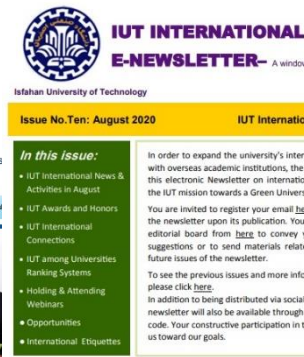 IUT INTERNATIONAL
E-NEWSLETTER– A window
Isfahan University of Technology
Issue No.Ten: August 2020 IUT Internatio
In this issue:
• IUT International News &
Activities in August
• IUT Awards and Honors
• IUT International
Connections
• IUT among Universities
Ranking Systems
• Holding & Attending
Webinars
• Opportunities
• International Etiquettes
In order to expand the university's inter
with overseas academic institutions, the
this electronic Newsletter on internatio
the IUT mission towards a Green Univers
You are invited to register your email he
the newsletter upon its publication. You
editorial board from here to convey y
suggestions or to send materials relate
future issues of the newsletter.
To see the previous issues and more info
please click here.
In addition to being distributed via social
newsletter will also be available through
code. Your constructive participation in t
us toward our goals.